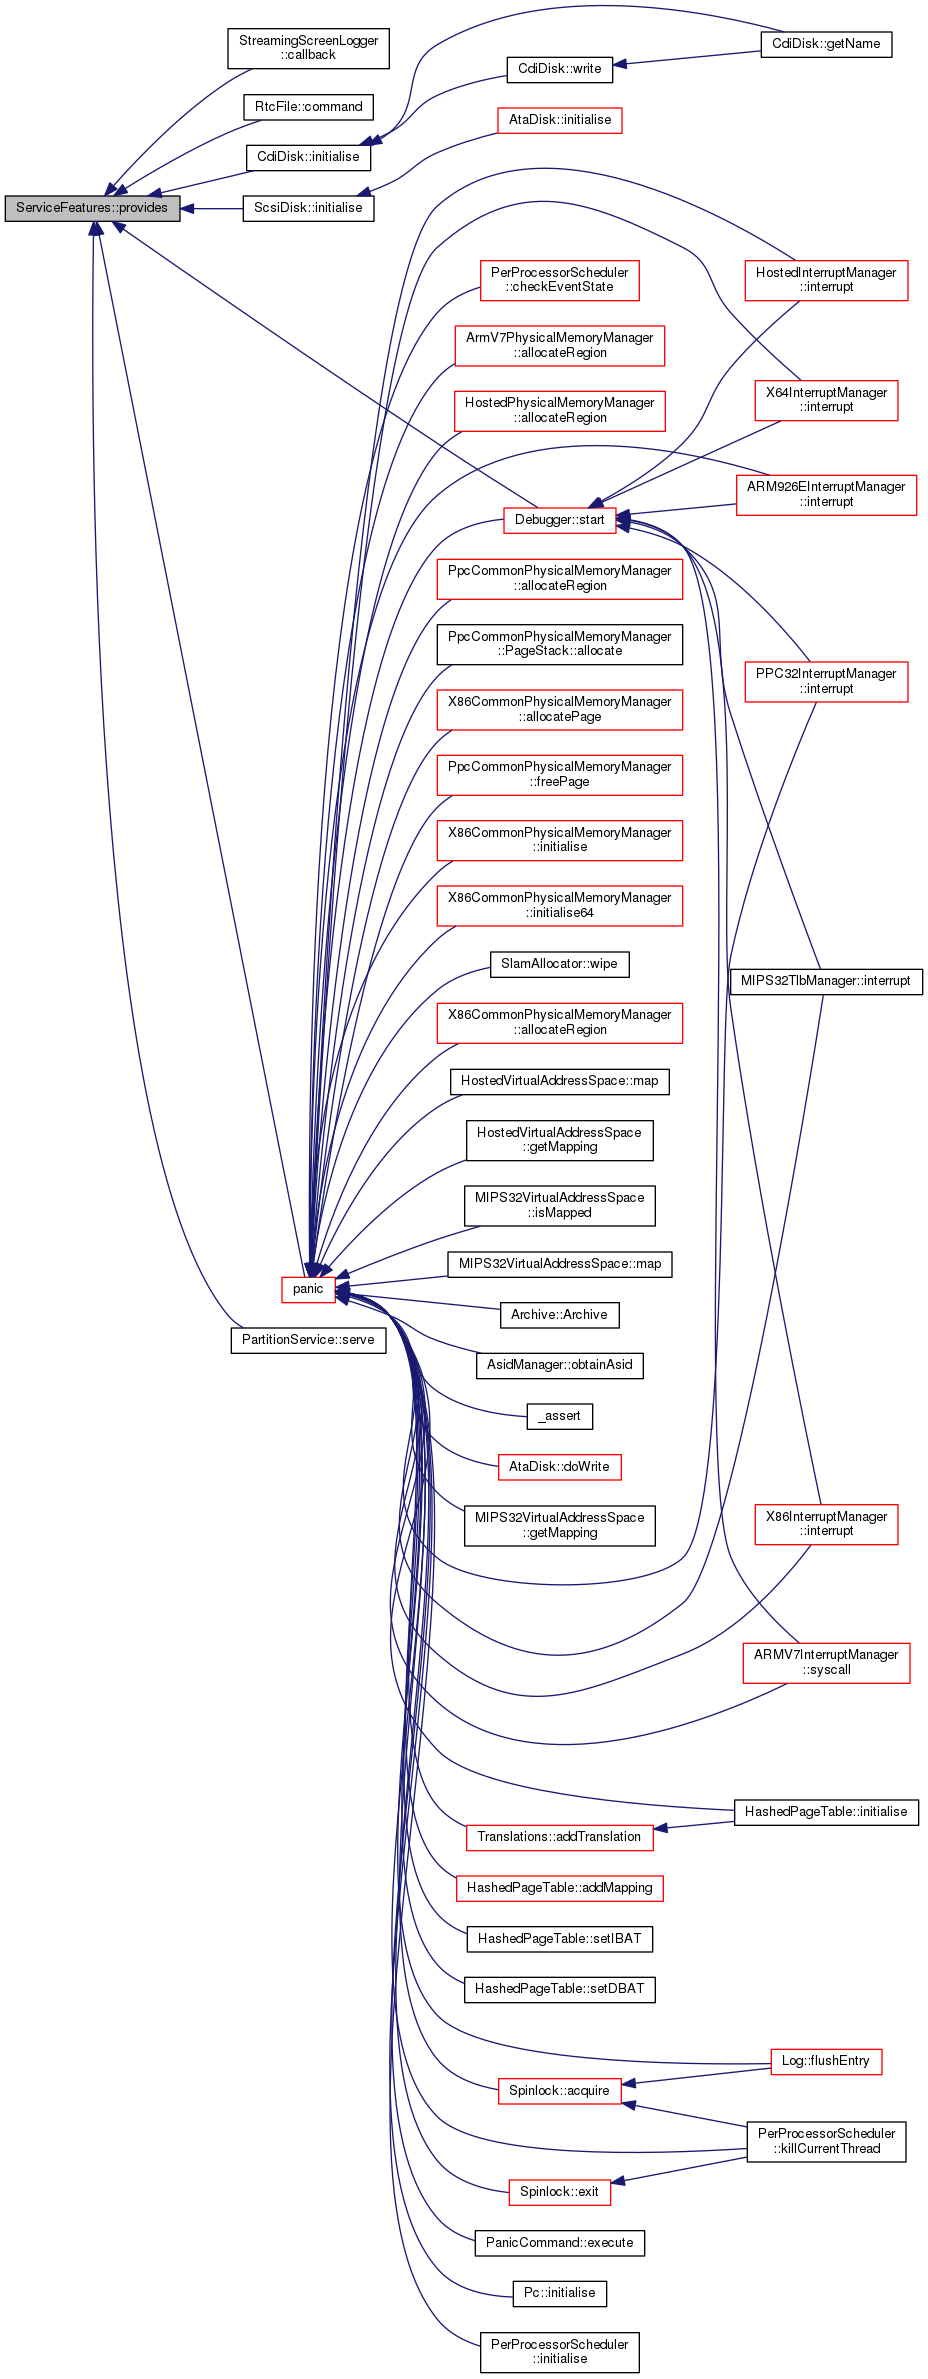 StreamingScreenLogger
::callback
CdiDisk::getName
CdiDisk::write
RtcFile::command
AtaDisk::initialise
CdiDisk::initialise
ServiceFeatures::provides
ScsiDisk::initialise
PerProcessorScheduler
::checkEventState
HostedInterruptManager
::interrupt
ArmV7PhysicalMemoryManager
::allocateRegion
HostedPhysicalMemoryManager
::allocateRegion
X64InterruptManager
::interrupt
ARM926EInterruptManager
::interrupt
Debugger::start
PpcCommonPhysicalMemoryManager
::allocateRegion
PpcCommonPhysicalMemoryManager
::PageStack::allocate
X86CommonPhysicalMemoryManager
::allocatePage
PPC32InterruptManager
::interrupt
PpcCommonPhysicalMemoryManager
::freePage
X86CommonPhysicalMemoryManager
::initialise
X86CommonPhysicalMemoryManager
::initialise64
SlamAllocator::wipe
MIPS32TlbManager::interrupt
X86CommonPhysicalMemoryManager
::allocateRegion
HostedVirtualAddressSpace::map
HostedVirtualAddressSpace
::getMapping
MIPS32VirtualAddressSpace
::isMapped
MIPS32VirtualAddressSpace::map
panic
Archive::Archive
PartitionService::serve
AsidManager::obtainAsid
_assert
AtaDisk::doWrite
MIPS32VirtualAddressSpace
::getMapping
X86InterruptManager
::interrupt
ARMV7InterruptManager
::syscall
HashedPageTable::initialise
Translations::addTranslation
HashedPageTable::addMapping
HashedPageTable::setIBAT
HashedPageTable::setDBAT
Log::flushEntry
Spinlock::acquire
PerProcessorScheduler
::killCurrentThread
Spinlock::exit
PanicCommand::execute
Pc::initialise
PerProcessorScheduler
::initialise